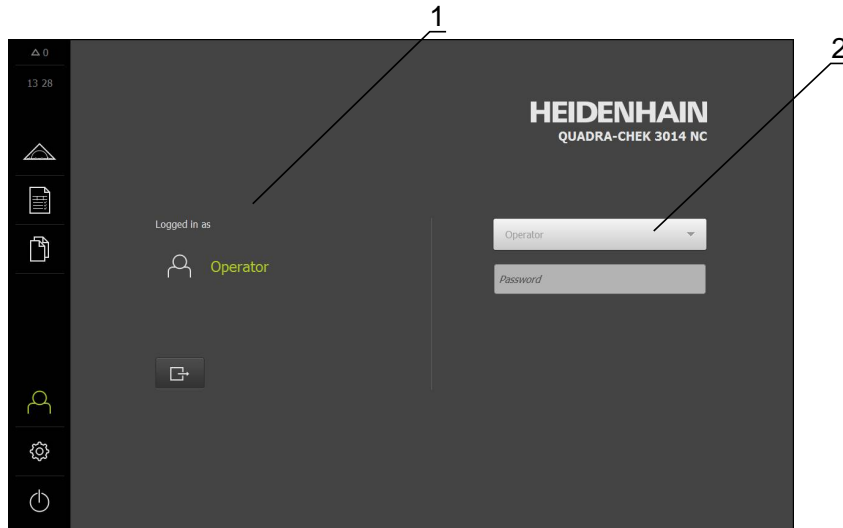 1
2
△ 0
13 28
HEIDENHAIN
QUADRA-CHEK 3014 NC
Logged in as
Operator
Operator
Password